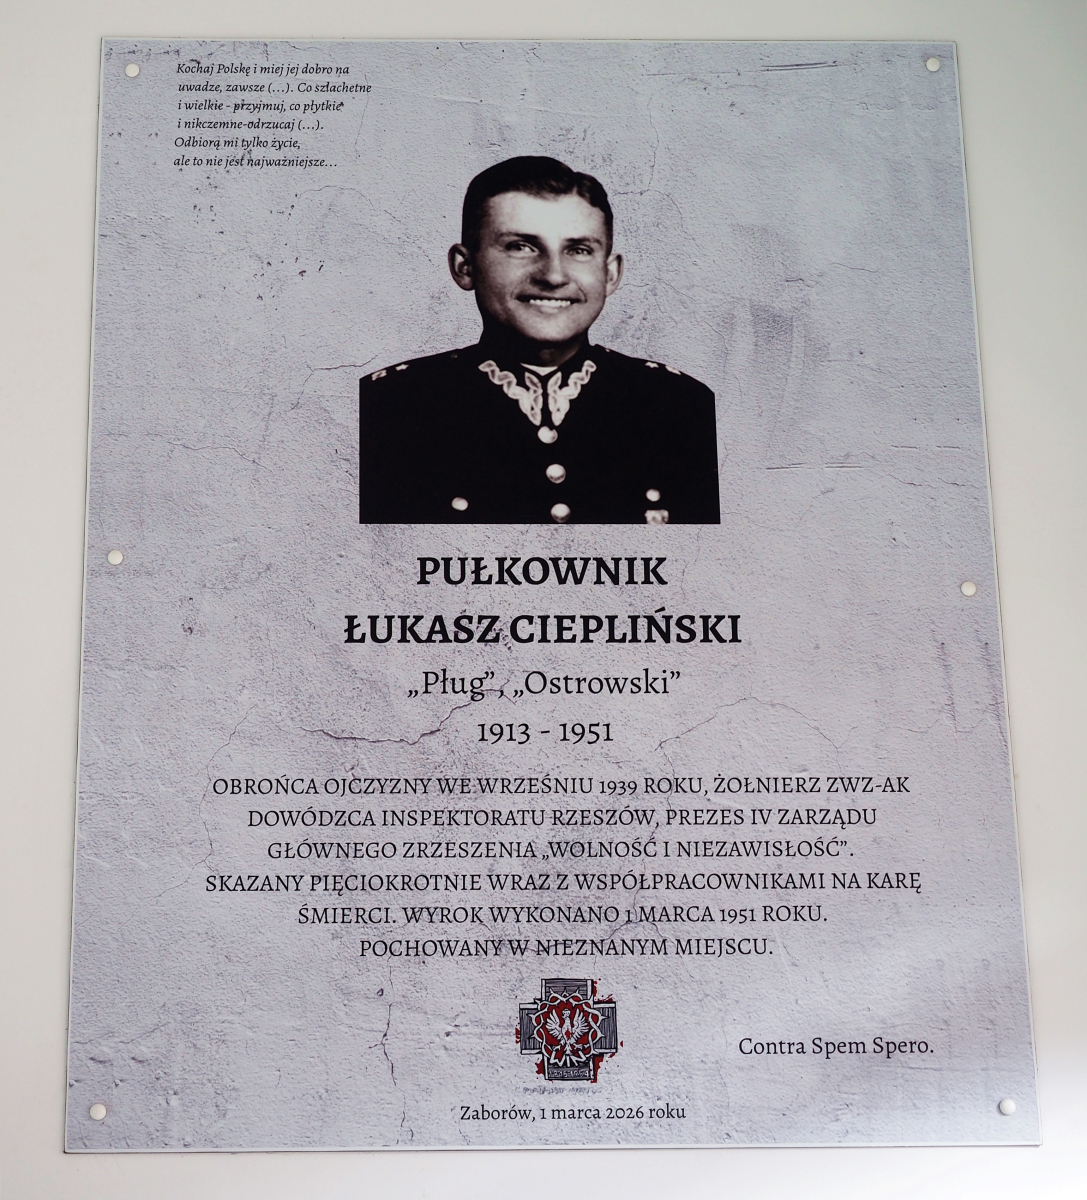 Kochaj Polskę i miej jej dobro na
uwadze, zawsze (...). Co szlachetne
i wielkie - przyjmuj, co płytkie
i nikczemne-odrzucaj (...).
Odbiorą mi tylko życie,
ale to nie jest najważniejsze...
PUŁKOWNIK
ŁUKASZ CIEPLIŃSKI
„Pług”, „Ostrowski”
1913 - 1951
OBROŃCA OJCZYZNY WE WRZEŚNIU 1939 ROKU, ŻOŁNIERZ ZWZ-AK
DOWÓDZCA INSPEKTORATU RZESZÓW, PREZES IV ZARZĄDU
GŁÓWNEGO ZRZESZENIA „WOLNOŚĆ I NIEZAWISŁOŚĆ”.
SKAZANY PIĘCIOKROTNIE WRAZ Z WSPÓŁPRACOWNIKAMI NA KARĘ
ŚMIERCI. WYROK WYKONANO 1 MARCA 1951 ROKU.
POCHOWANY W NIEZNANYM MIEJSCU.
Contra Spem Spero.
Zaborów, 1 marca 2026 roku